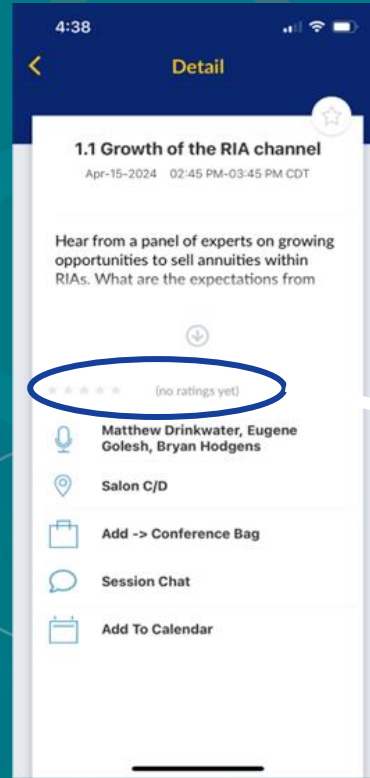 4:38
Detail
1.1 Growth of the RIA channel
Apr-15-2024 02:45 PM-03:45 PM CDT
Hear from a panel of experts on growing
opportunities to sell annuities within
RIAs. What are the expectations from
(no ratings yet)
Matthew Drinkwater, Eugene
Golesh, Bryan Hodgens
Salon C/D
Add -> Conference Bag
Session Chat
Add To Calendar